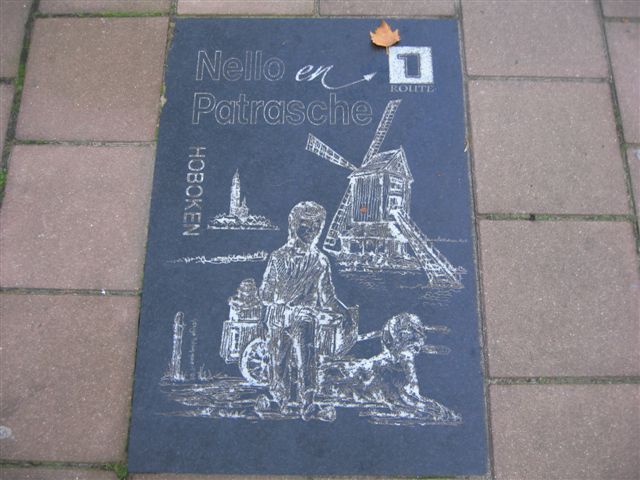 Nello en
1
ROUTE
Patrasche
HOBOKEN